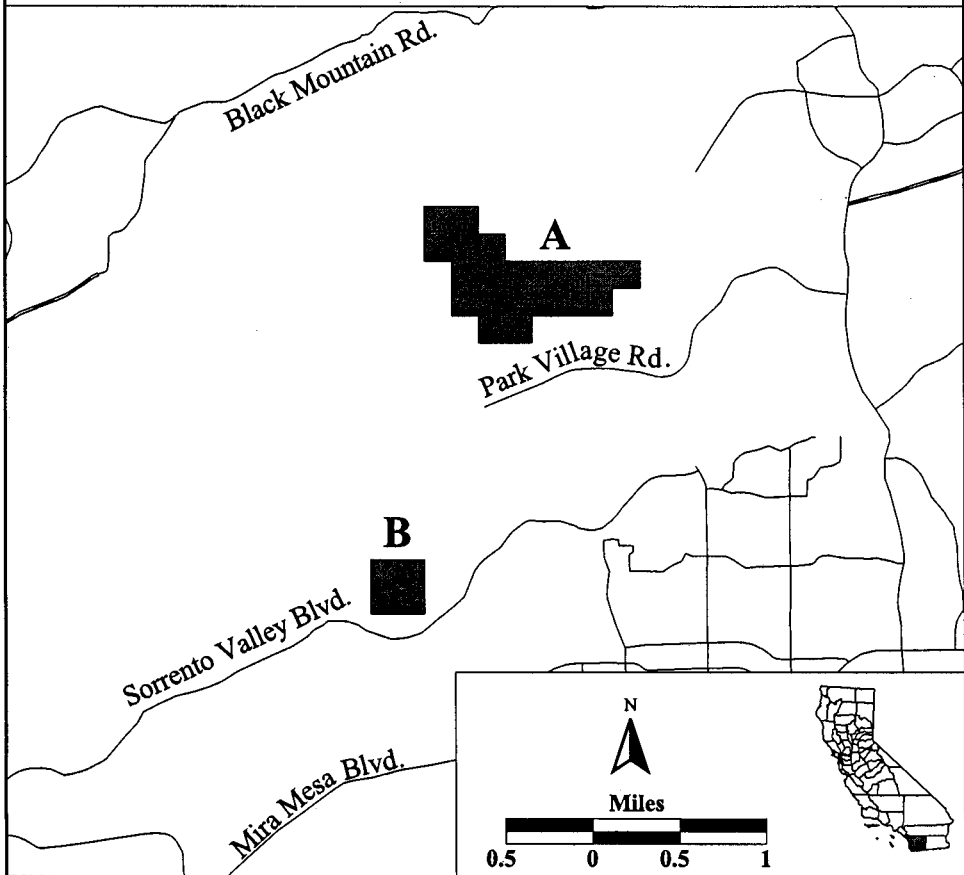 Black Mountain Rd.
A
Park Village Rd.
B
Sorrento Valley Blvd.
Mira Mesa Blvd.
N
Miles
0.5 0 0.5 1